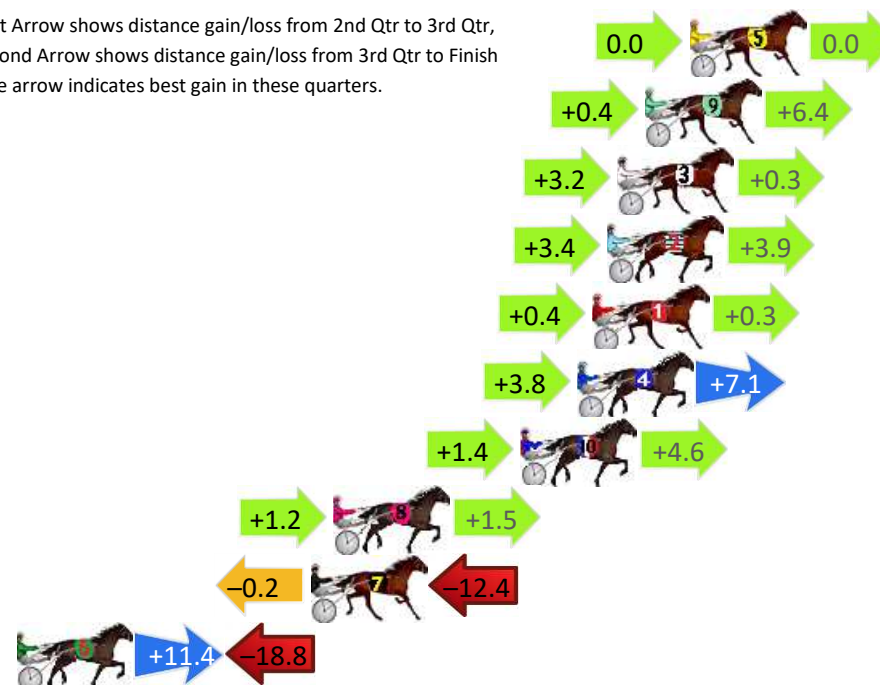 t Arrow shows distance gain/loss from 2nd Qtr to 3rd Qtr,
ond Arrow shows distance gain/loss from 3rd Qtr to Finish
e arrow indicates best gain in these quarters.
0.0 5 0.0
+0.4 9 +6.4
+3.2 3 +0.3
+3.4 2 +3.9
+0.4 1 +0.3
+3.8 4 +7.1
+1.4 10 +4.6
+1.2 8 +1.5
–0.2 7 –12.4
6 +11.4 –18.8